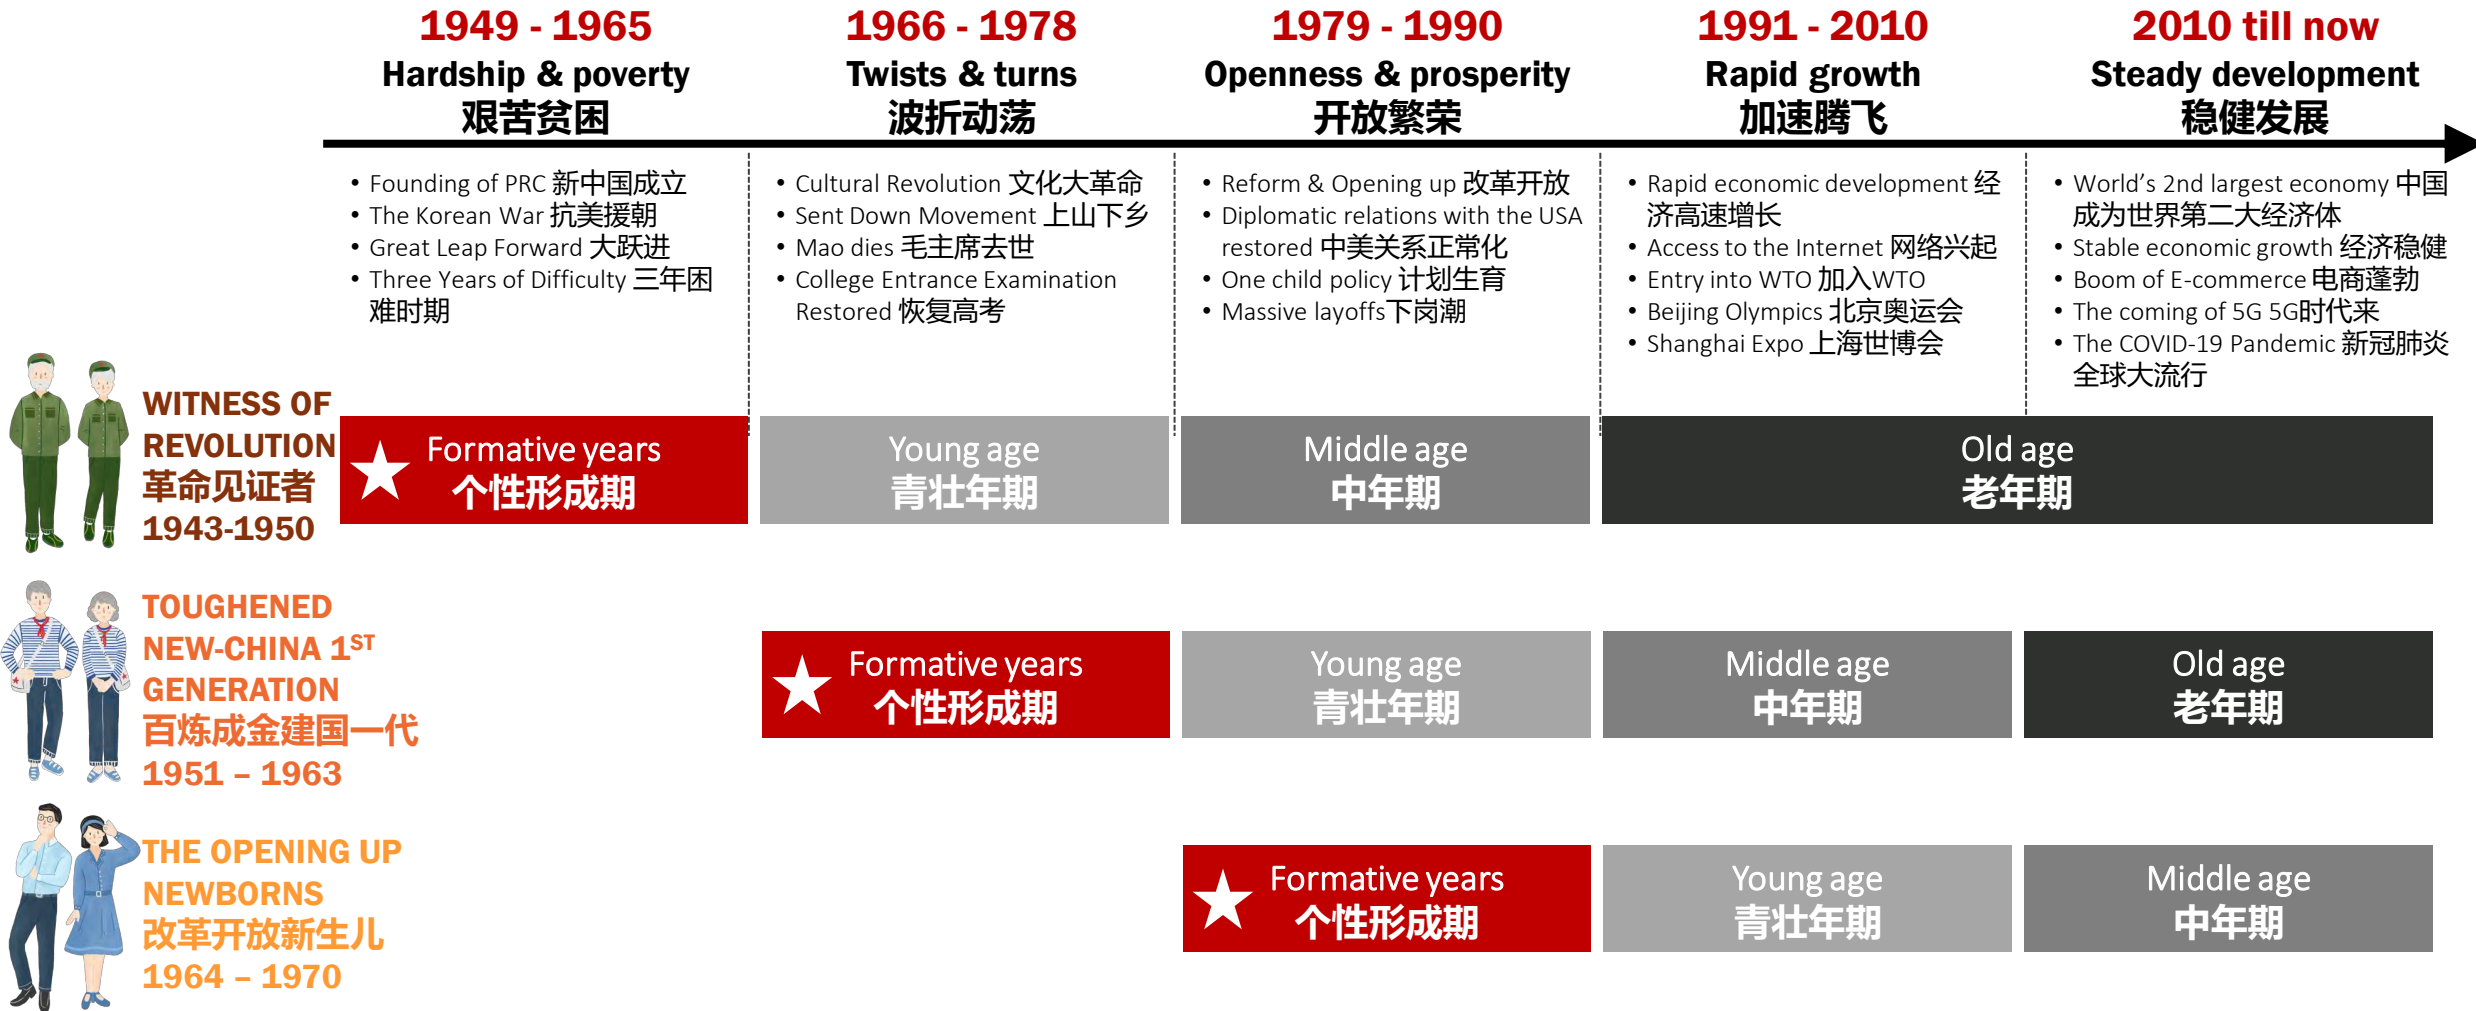 1949 - 1965
Hardship & poverty
艰苦贫困
1966 - 1978
Twists & turns
波折动荡
1979 - 1990
Openness & prosperity
开放繁荣
1991 - 2010
Rapid growth
加速腾飞
2010 till now
Steady development
稳健发展
• Founding of PRC 新中国成立
• The Korean War 抗美援朝
• Great Leap Forward 大跃进
• Three Years of Difficulty 三年困
难时期
• Cultural Revolution 文化大革命
• Sent Down Movement 上山下乡
• Mao dies 毛主席去世
• College Entrance Examination
Restored 恢复高考
• Reform & Opening up 改革开放
• Diplomatic relations with the USA
restored 中美关系正常化
• One child policy 计划生育
• Massive layoffs下岗潮
• Rapid economic development 经
济高速增长
• Access to the Internet 网络兴起
• Entry into WTO 加入WTO
• Beijing Olympics 北京奥运会
• Shanghai Expo 上海世博会
• World’s 2nd largest economy 中国
成为世界第二大经济体
• Stable economic growth 经济稳健
• Boom of E-commerce 电商蓬勃
• The coming of 5G 5G时代来
• The COVID-19 Pandemic 新冠肺炎
全球大流行
WITNESS OF
REVOLUTION
革命见证者
1943-1950
Formative years
个性形成期
Young age
青壮年期
Middle age
中年期
Old age
老年期
TOUGHENED
NEW-CHINA 1ST
GENERATION
百炼成金建国一代
1951 – 1963
Formative years
个性形成期
Young age
青壮年期
Middle age
中年期
Old age
老年期
THE OPENING UP
NEWBORNS
改革开放新生儿
1964 – 1970
Formative years
个性形成期
Young age
青壮年期
Middle age
中年期